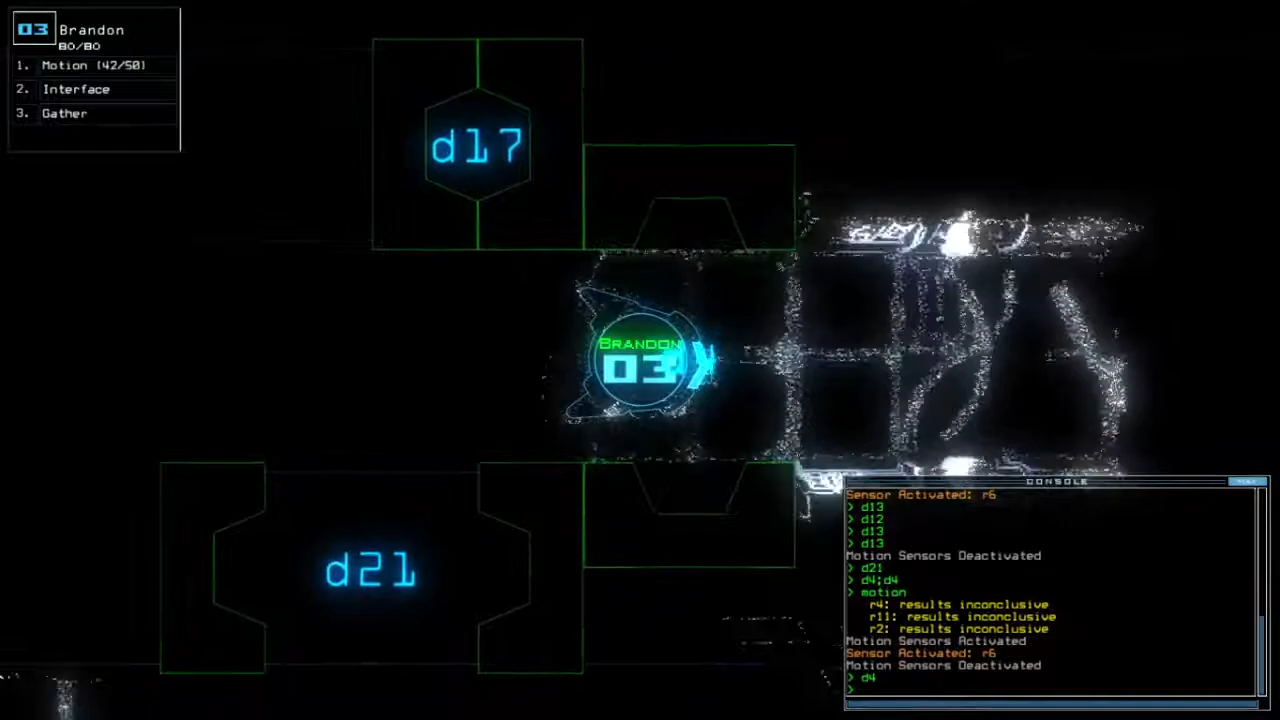 03 Brandon
80/80
1. Motion (42/50)
2. Interface
3. Gather
d17
BRANDON
03
d21
CONSOLE
Sensor Activated: r6
> d13
> d12
> d13
> d13
Motion Sensors Deactivated
> d21
> d4;d4
> motion
r4: results inconclusive
r11: results inconclusive
r2: results inconclusive
Motion Sensors Activated
Sensor Activated: r6
Motion Sensors Deactivated
> d4
>